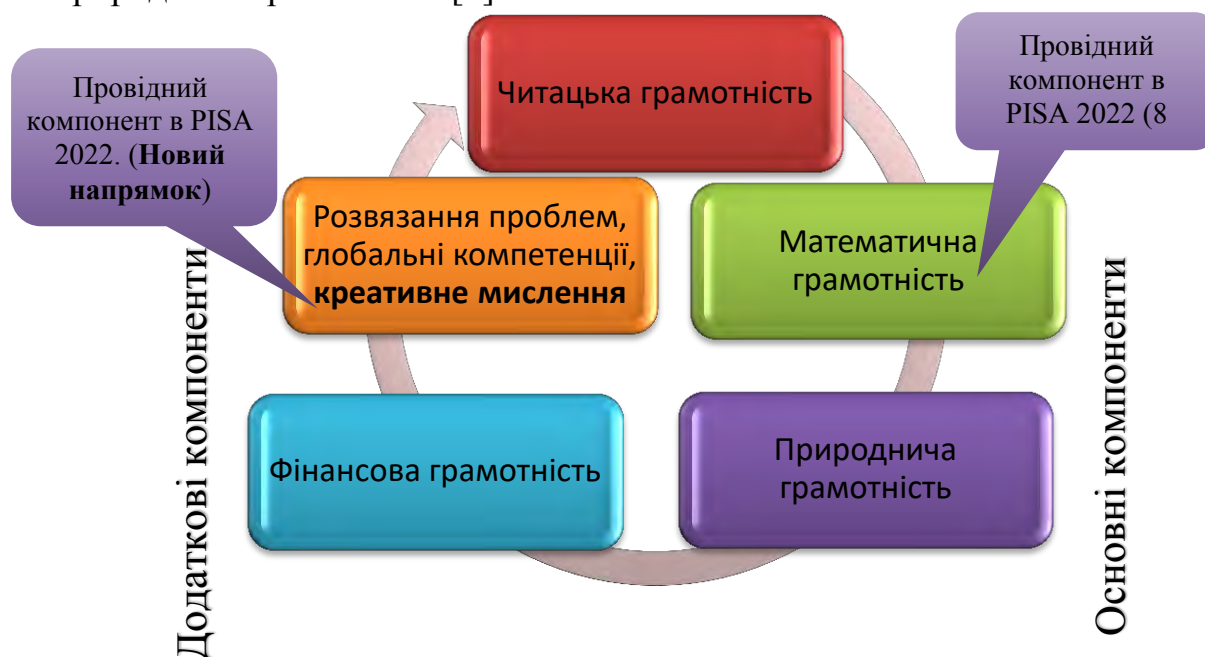 Провідний
компонент в PISA
2022. (Новий
напрямок)
Провідний
компонент в
PISA 2022 (8
Читацька грамотність
Розвязання проблем,
глобальні компетенції,
креативне мислення
Математична
грамотність
Фінансова грамотність
Природнича
грамотність
Додаткові компоненти
Основні компоненти